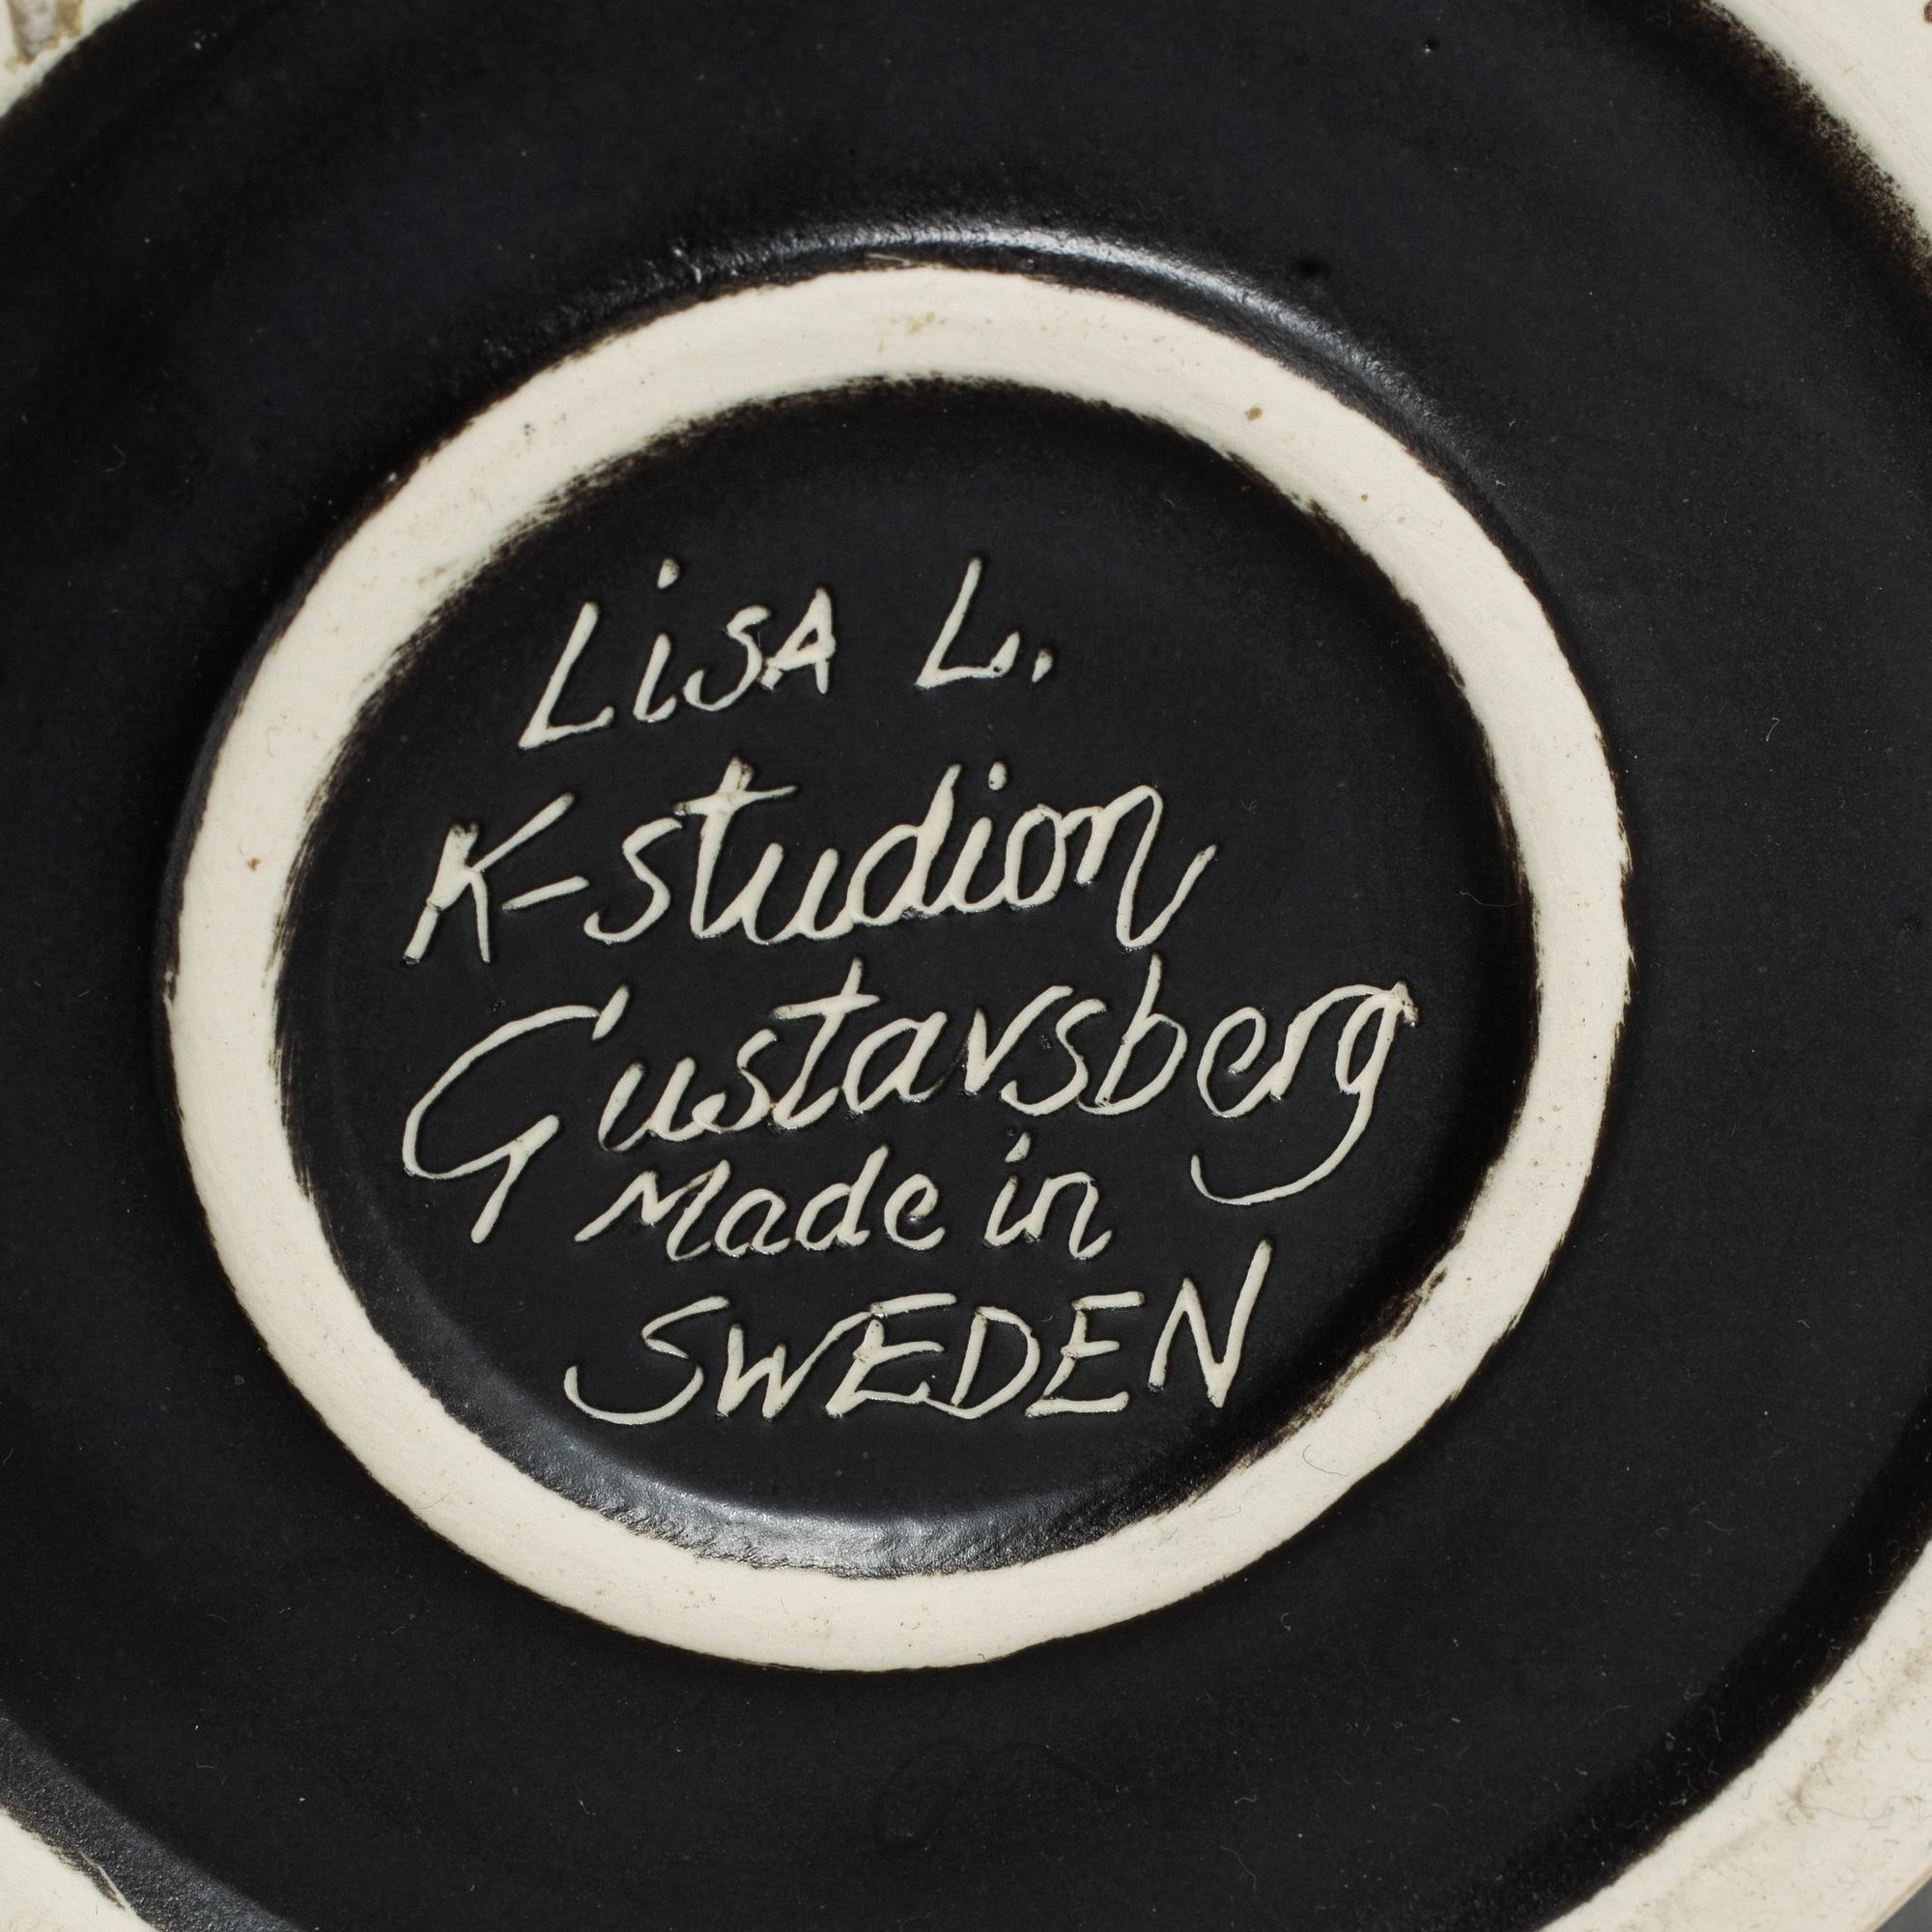 LiSA L.
K-studion
Gustavsberg
Made in
SWEDEN